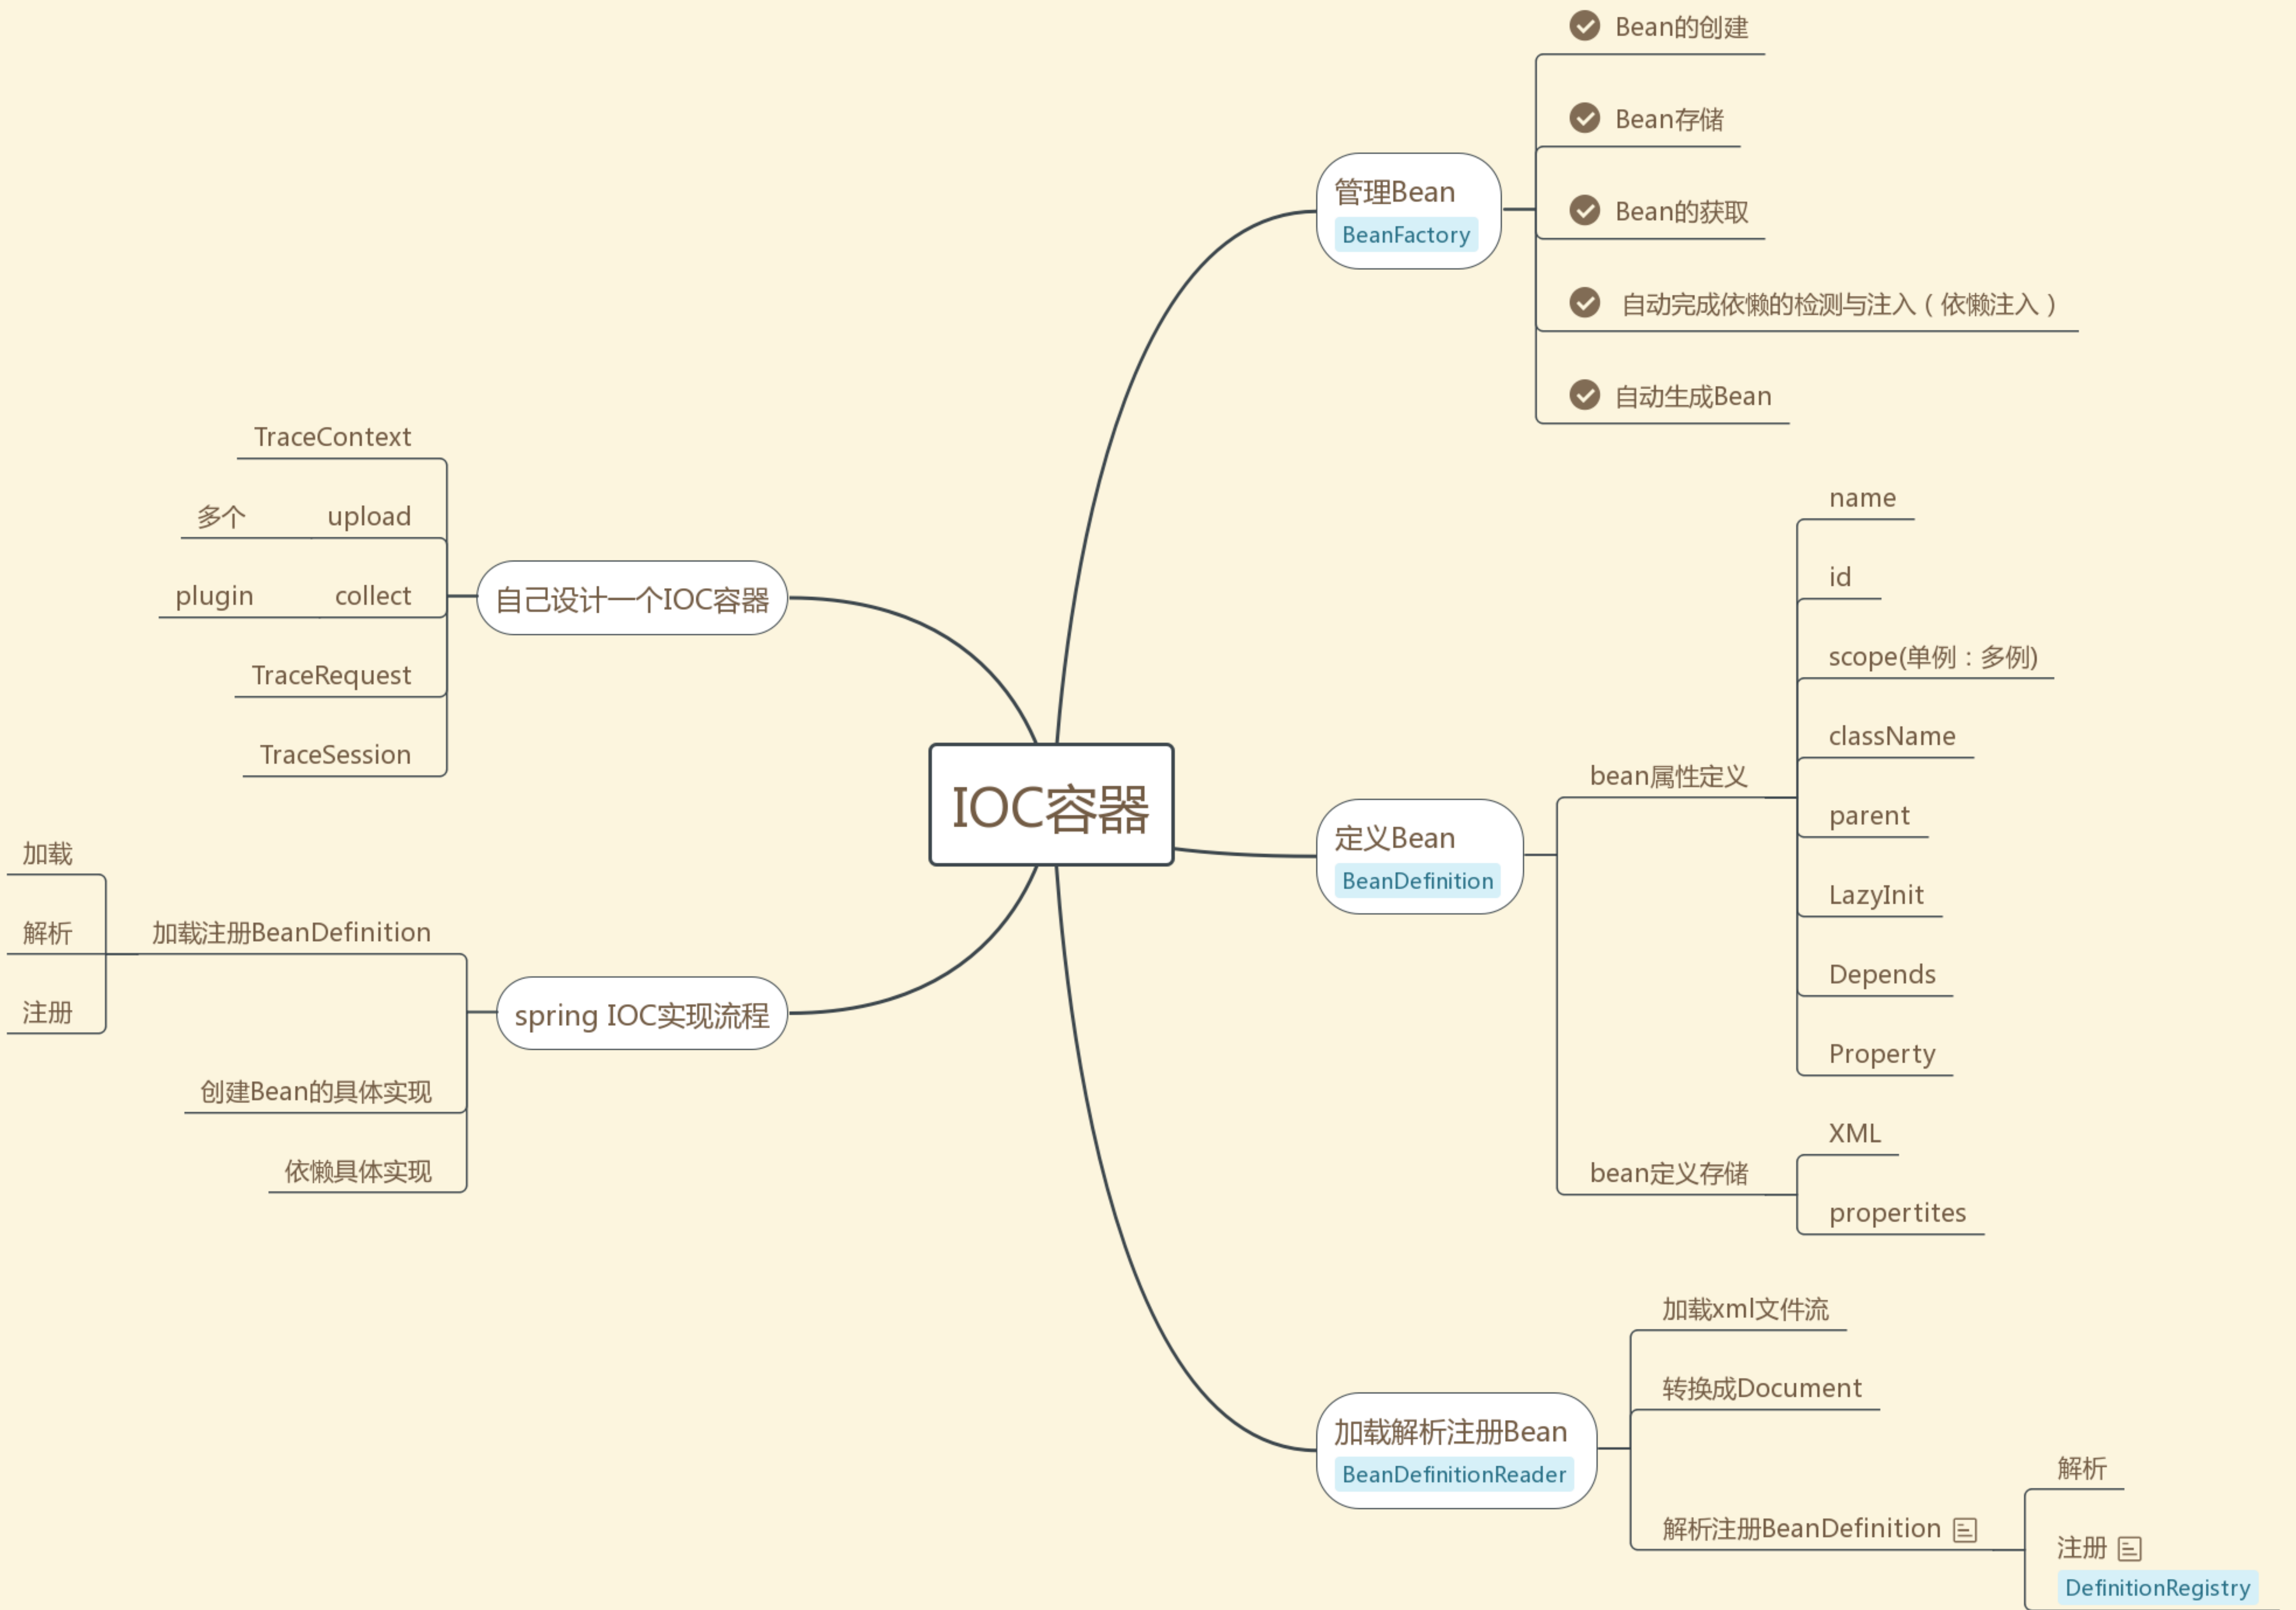 IOC容器
管理Bean
BeanFactory
Bean的创建
Bean存储
Bean的获取
自动完成依懒的检测与注入（依懒注入）
自动生成Bean
定义Bean
BeanDefinition
bean属性定义
name
id
scope(单例：多例)
className
parent
LazyInit
Depends
Property
bean定义存储
XML
propertites
加载解析注册Bean
BeanDefinitionReader
加载xml文件流
转换成Document
解析注册BeanDefinition
解析
注册
DefinitionRegistry
自己设计一个IOC容器
TraceContext
upload
多个
collect
plugin
TraceRequest
TraceSession
spring IOC实现流程
加载注册BeanDefinition
加载
解析
注册
创建Bean的具体实现
依懒具体实现